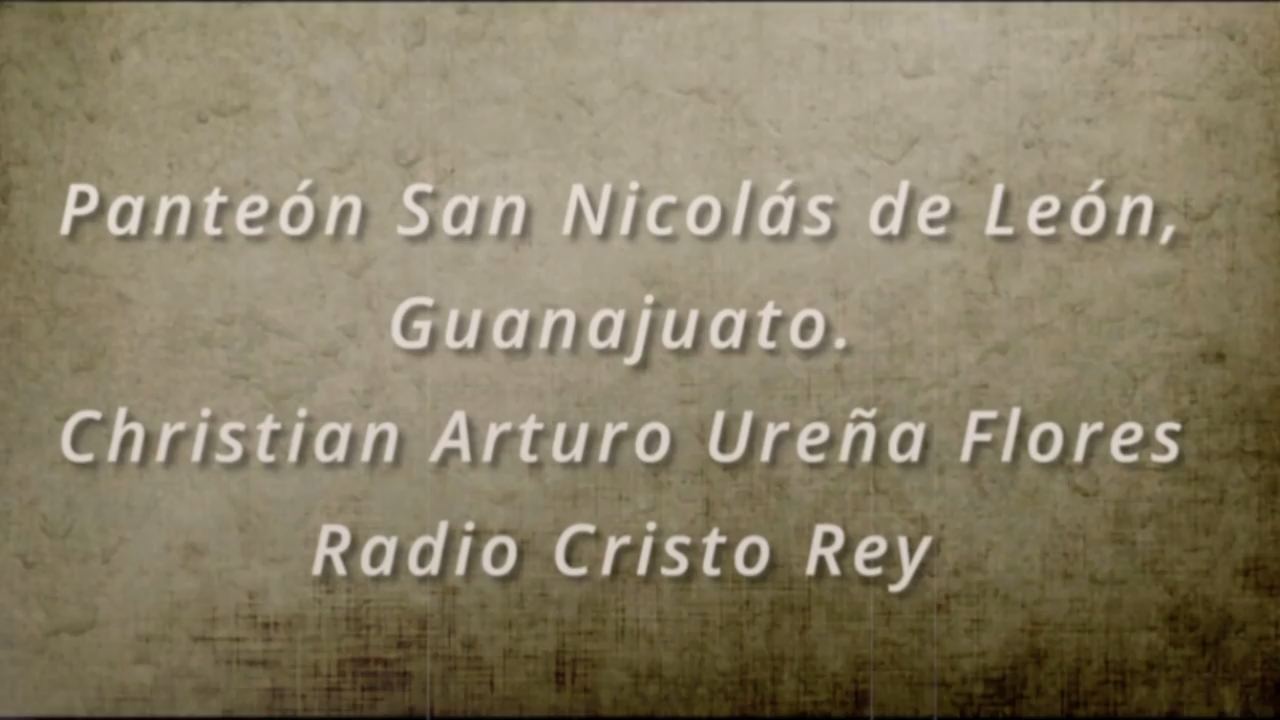 Panteón San Nicolás de León,
Guanajuato.
Christian Arturo Ureña Flores
Radio Cristo Rey